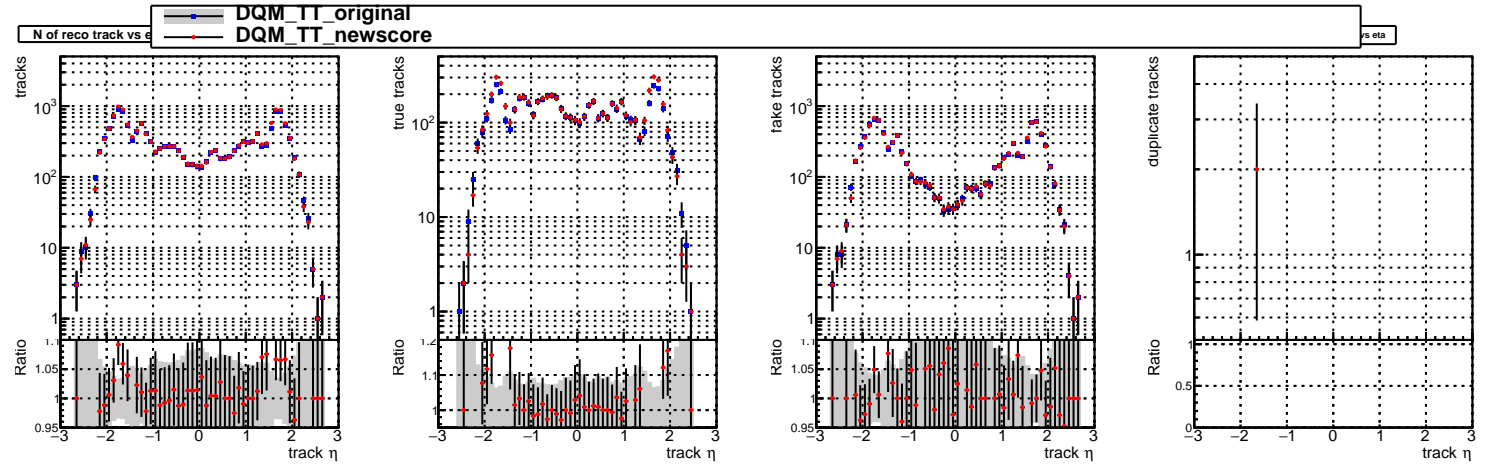 DQM_TT_original
DQM_TT_newscore
N of reco track vs e
vs eta
tracks
10³
10²
10
1
Ratio
1.1
1.05
1
0.95
−3 −2 −1 0 1 2 3
track η
true tracks
10²
10
1
Ratio
1.2
1.1
1
−3 −2 −1 0 1 2 3
track η
fake tracks
10³
10²
10
1
Ratio
1.1
1.05
1
0.95
−3 −2 −1 0 1 2 3
track η
duplicate tracks
1
Ratio
1
0.5
0
−3 −2 −1 0 1 2 3
track η